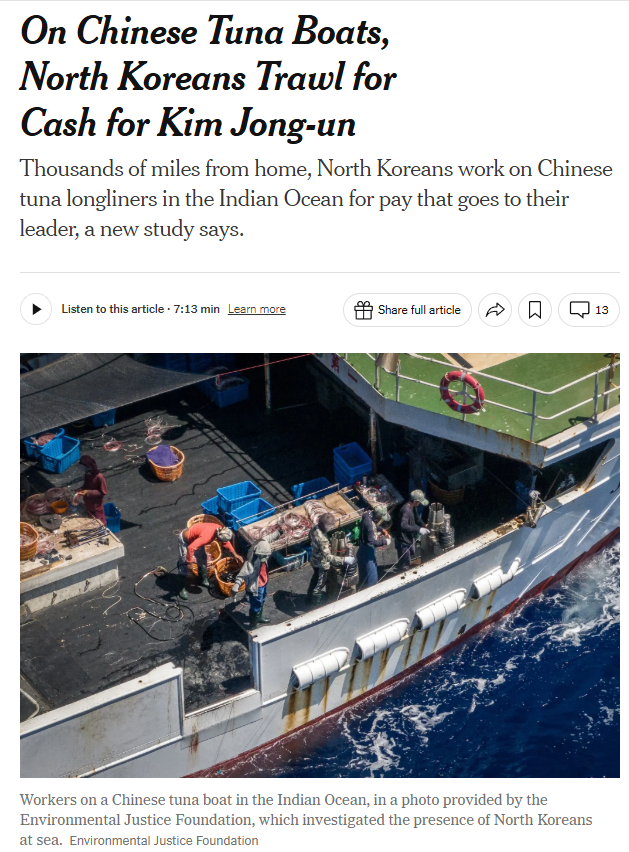 On Chinese Tuna Boats,
North Koreans Trawl for
Cash for Kim Jong-un
Thousands of miles from home, North Koreans work on Chinese
tuna longliners in the Indian Ocean for pay that goes to their
leader, a new study says.
Listen to this article · 7:13 min Learn more
Share full article
13
Workers on a Chinese tuna boat in the Indian Ocean, in a photo provided by the
Environmental Justice Foundation, which investigated the presence of North Koreans
at sea. Environmental Justice Foundation